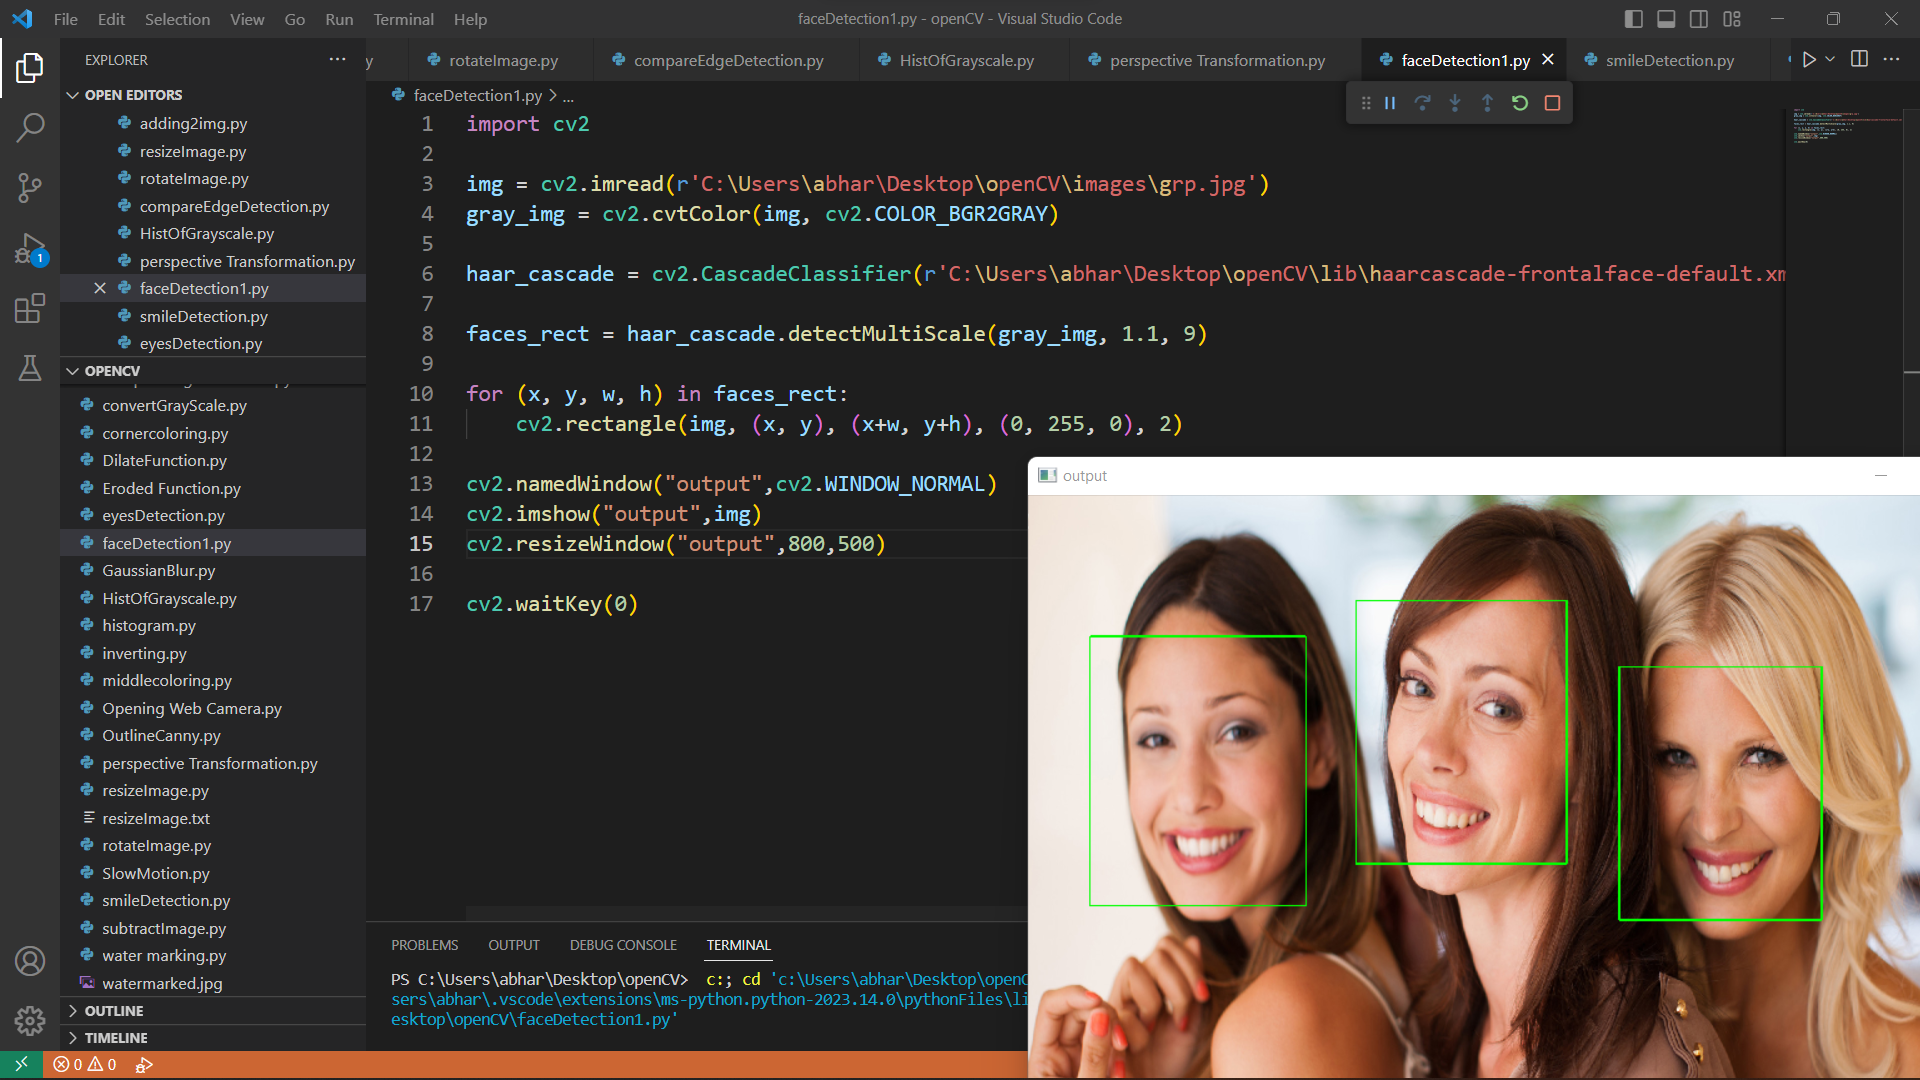 File Edit Selection View Go Run Terminal Help
faceDetection1.py - openCV - Visual Studio Code
EXPLORER
OPEN EDITORS
adding2img.py
resizeImage.py
rotateImage.py
compareEdgeDetection.py
HistOfGrayscale.py
perspective Transformation.py
faceDetection1.py
smileDetection.py
eyesDetection.py
OPENCV
convertGrayScale.py
cornercoloring.py
DilateFunction.py
Eroded Function.py
eyesDetection.py
faceDetection1.py
GaussianBlur.py
HistOfGrayscale.py
histogram.py
inverting.py
middlecoloring.py
Opening Web Camera.py
OutlineCanny.py
perspective Transformation.py
resizeImage.py
resizeImage.txt
rotateImage.py
SlowMotion.py
smileDetection.py
subtractImage.py
water marking.py
watermarked.jpg
OUTLINE
TIMELINE
1
0 0
y rotateImage.py compareEdgeDetection.py HistOfGrayscale.py perspective Transformation.py faceDetection1.py smileDetection.py
faceDetection1.py > ...
1 import cv2
2
3 img = cv2.imread(r'C:\Users\abhar\Desktop\openCV\images\grp.jpg')
4 gray_img = cv2.cvtColor(img, cv2.COLOR_BGR2GRAY)
5
6 haar_cascade = cv2.CascadeClassifier(r'C:\Users\abhar\Desktop\openCV\lib\haarcascade-frontalface-default.xm
7
8 faces_rect = haar_cascade.detectMultiScale(gray_img, 1.1, 9)
9
10 for (x, y, w, h) in faces_rect:
11 cv2.rectangle(img, (x, y), (x+w, y+h), (0, 255, 0), 2)
12
13 cv2.namedWindow("output",cv2.WINDOW_NORMAL)
14 cv2.imshow("output",img)
15 cv2.resizeWindow("output",800,500)
16
17 cv2.waitKey(0)
output
PROBLEMS OUTPUT DEBUG CONSOLE TERMINAL
PS C:\Users\abhar\Desktop\openCV> c:; cd 'c:\Users\abhar\Desktop\openC
sers\abhar\.vscode\extensions\ms-python.python-2023.14.0\pythonFiles\li
esktop\openCV\faceDetection1.py'